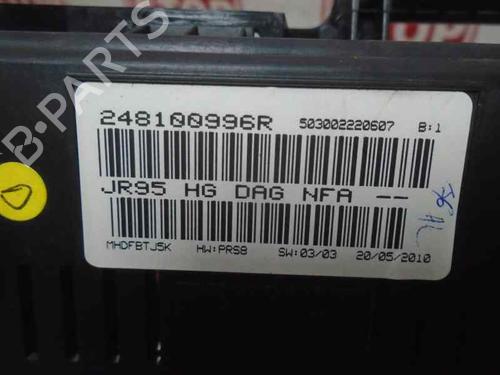 B-PARTS
248100996R 503002220607 B:1
JR95 HG DAG NFA --
MHDFBTJ5K HW:PRS8 SW:03/03 20/05/2010